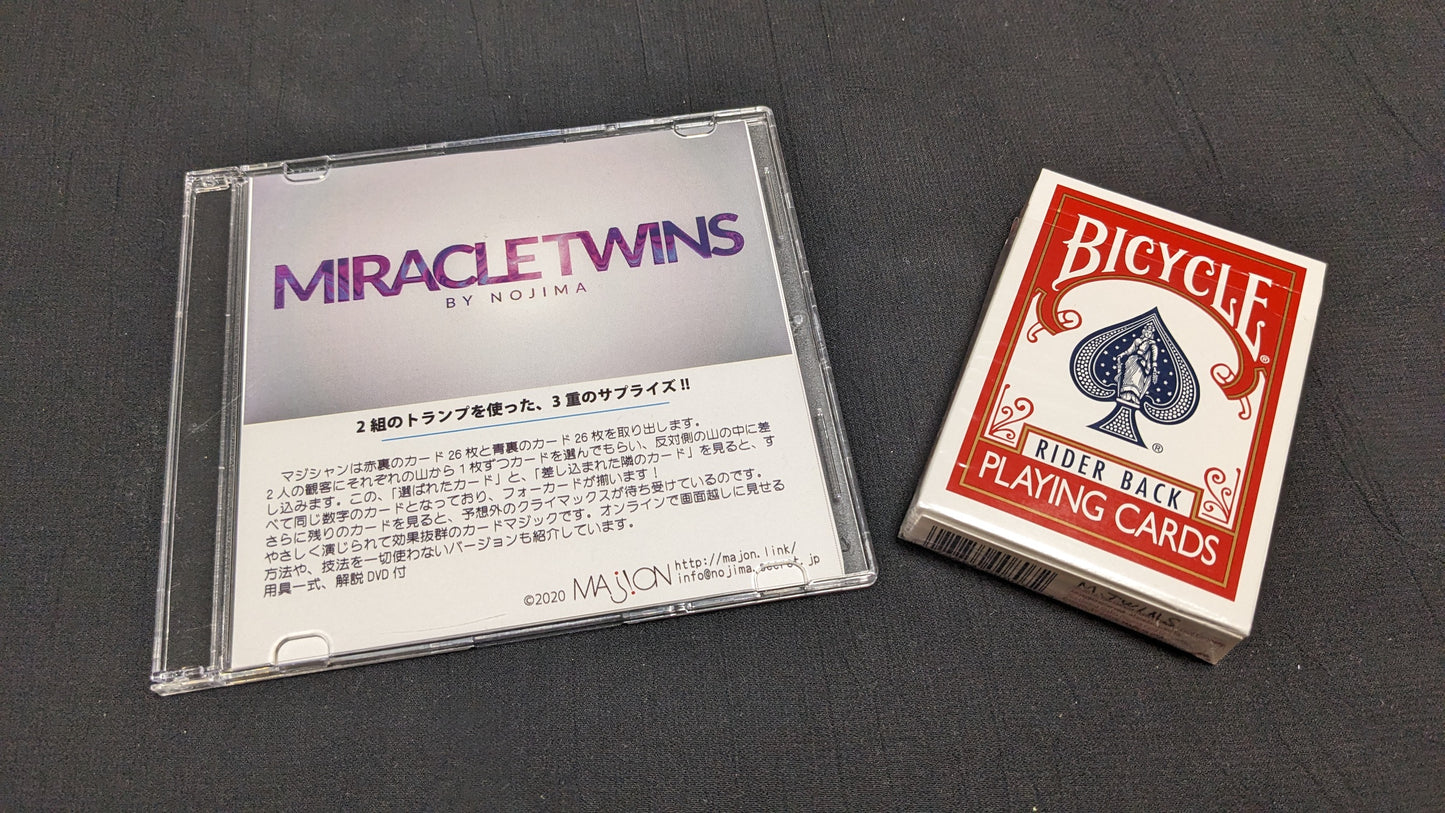 MIRACLETWINS
BY NOJIMA
2 組のトランプを使った、3 重のサプライズ !!
マジシャンは赤裏のカード 26 枚と青裏のカード 26 枚を取り出します。
2 人の観客にそれぞれの山から 1 枚ずつカードを選んでもらい、反対側の山の中に差
し込みます。この、「選ばれたカード」と、「差し込まれた隣のカード」を見ると、す
べて同じ数字のカードとなっており、フォーカードが揃います！
さらに残りのカードを見ると、予想外のクライマックスが待ち受けているのです。
やさしく演じられて効果抜群のカードマジックです。オンラインで画面越しに見せる
方法や、技法を一切使わないバージョンも紹介しています。
用具一式、解説 DVD 付
©2020 MAJION
http://majon.link/
info@nojima.secret.jp
BICYCLE®
®
RIDER BACK
PLAYING CARDS
M. TWINS